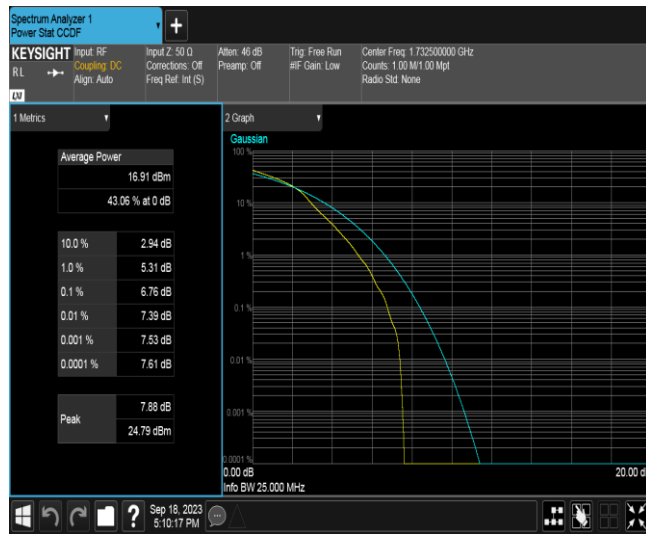 Spectrum Analyzer 1
Power Stat CCDF
+
KEYSIGHT
RL
LXI
Input: RF
Coupling: DC
Align: Auto
Input Z: 50 Ω
Corrections: Off
Freq Ref: Int (S)
Atten: 46 dB
Preamp: Off
Trig: Free Run
#IF Gain: Low
Center Freq: 1.732500000 GHz
Counts: 1.00 M/1.00 Mpt
Radio Std: None
1 Metrics
Average Power
16.91 dBm
43.06 % at 0 dB
10.0 % 2.94 dB
1.0 % 5.31 dB
0.1 % 6.76 dB
0.01 % 7.39 dB
0.001 % 7.53 dB
0.0001 % 7.61 dB
Peak
7.88 dB
24.79 dBm
2 Graph
Gaussian
100 %
10 %
1 %
0.1 %
0.01 %
0.001 %
0.0001 %
0.00 dB
20.00 d
Info BW 25.000 MHz
?
Sep 18, 2023
5:10:17 PM